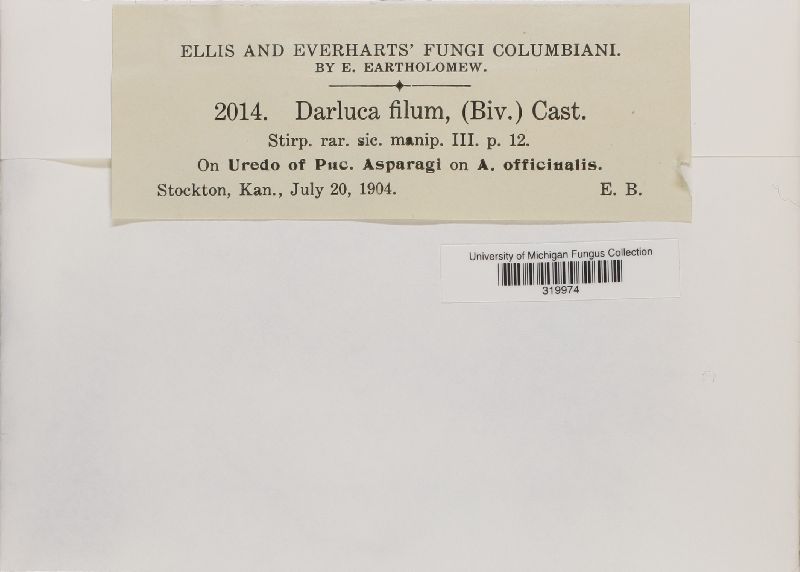 ELLIS AND EVERHARTS' FUNGI COLUMBIANI.
BY E. EARTHOLOMEW.
2014. Darluca filum, (Biv.) Cast.
Stirp. rar. sic. manip. III. p. 12.
On Uredo of Puc. Asparagi on A. officinalis.
Stockton, Kan., July 20, 1904. E. B.
University of Michigan Fungus Collection
319974